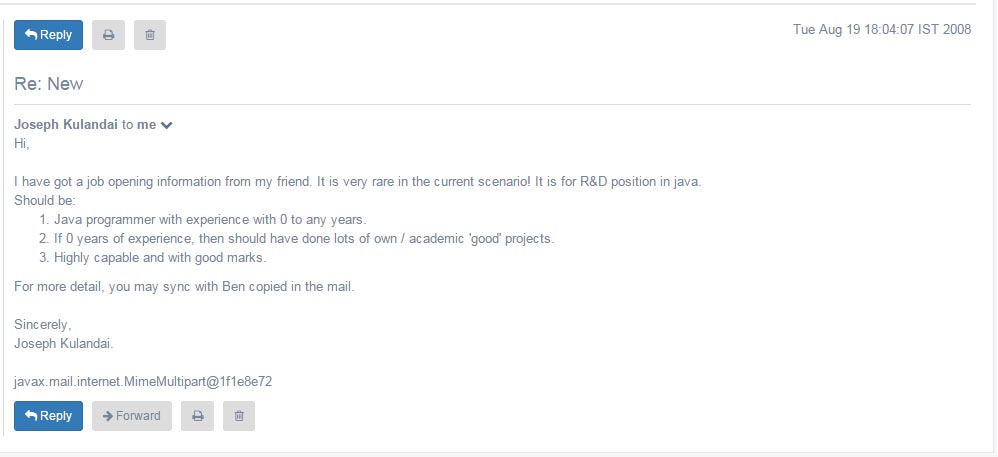 Reply
Tue Aug 19 18:04:07 IST 2008
Re: New
Joseph Kulandai to me
Hi,
I have got a job opening information from my friend. It is very rare in the current scenario! It is for R&D position in java.
Should be:
1. Java programmer with experience with 0 to any years.
2. If 0 years of experience, then should have done lots of own / academic 'good' projects.
3. Highly capable and with good marks.
For more detail, you may sync with Ben copied in the mail.
Sincerely,
Joseph Kulandai.
javax.mail.internet.MimeMultipart@1f1e8e72
Reply Forward